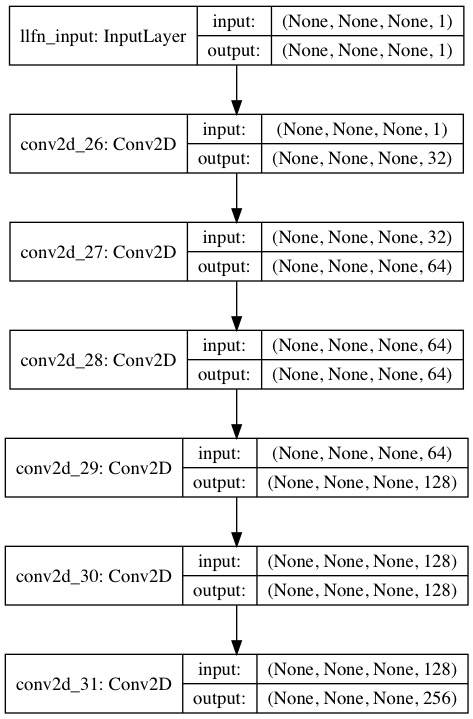 llfn_input: InputLayer
input: (None, None, None, 1)
output: (None, None, None, 1)
conv2d_26: Conv2D
input: (None, None, None, 1)
output: (None, None, None, 32)
conv2d_27: Conv2D
input: (None, None, None, 32)
output: (None, None, None, 64)
conv2d_28: Conv2D
input: (None, None, None, 64)
output: (None, None, None, 64)
conv2d_29: Conv2D
input: (None, None, None, 64)
output: (None, None, None, 128)
conv2d_30: Conv2D
input: (None, None, None, 128)
output: (None, None, None, 128)
conv2d_31: Conv2D
input: (None, None, None, 128)
output: (None, None, None, 256)